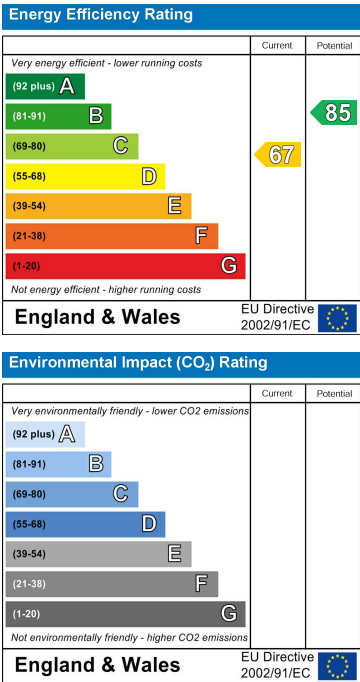 Energy Efficiency Rating
Current Potential
Very energy efficient - lower running costs
(92 plus) A
(81-91) B
85
(69-80) C
67
(55-68) D
(39-54) E
(21-38) F
(1-20) G
Not energy efficient - higher running costs
England & Wales
EU Directive
2002/91/EC
Environmental Impact (CO₂) Rating
Current Potential
Very environmentally friendly - lower CO2 emissions
(92 plus) A
(81-91) B
(69-80) C
(55-68) D
(39-54) E
(21-38) F
(1-20) G
Not environmentally friendly - higher CO2 emissions
England & Wales
EU Directive
2002/91/EC